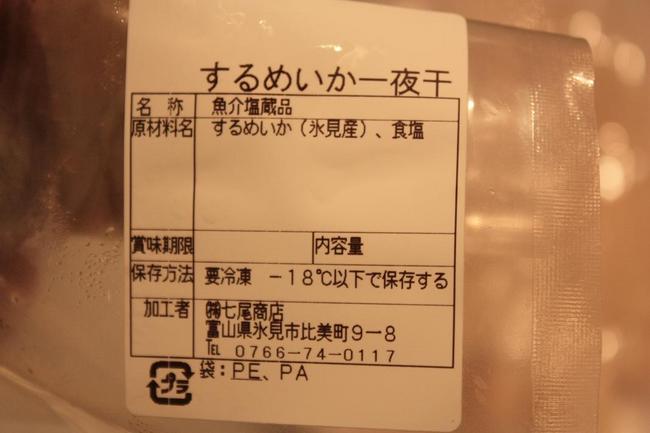 するめいか一夜干
名 称 魚介塩蔵品
原材料名 するめいか（氷見産）、食塩
賞味期限 内容量
保存方法 要冷凍 －18℃以下で保存する
加工者 ㈱七尾商店
富山県氷見市比美町9－8
℡ 0766－74－0117
プラ 袋：PE、PA